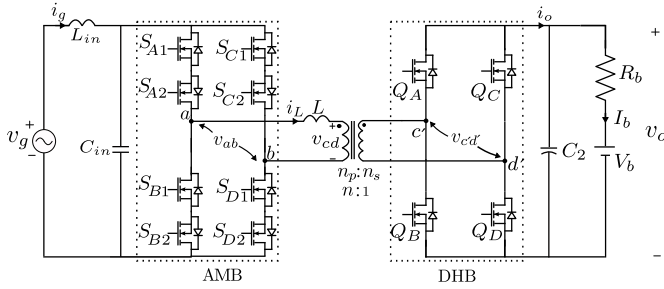 i_g
L_in
S_A1
S_C1
S_A2
S_C2
v_g
+
-
C_in
a
b
v_ab
i_L
L
+
v_cd
-
n_p:n_s
n:1
S_B1
S_D1
S_B2
S_D2
AMB
Q_A
Q_C
c'
v_c'd'
d'
Q_B
Q_D
DHB
i_o
C_2
R_b
I_b
V_b
+
v_o
-